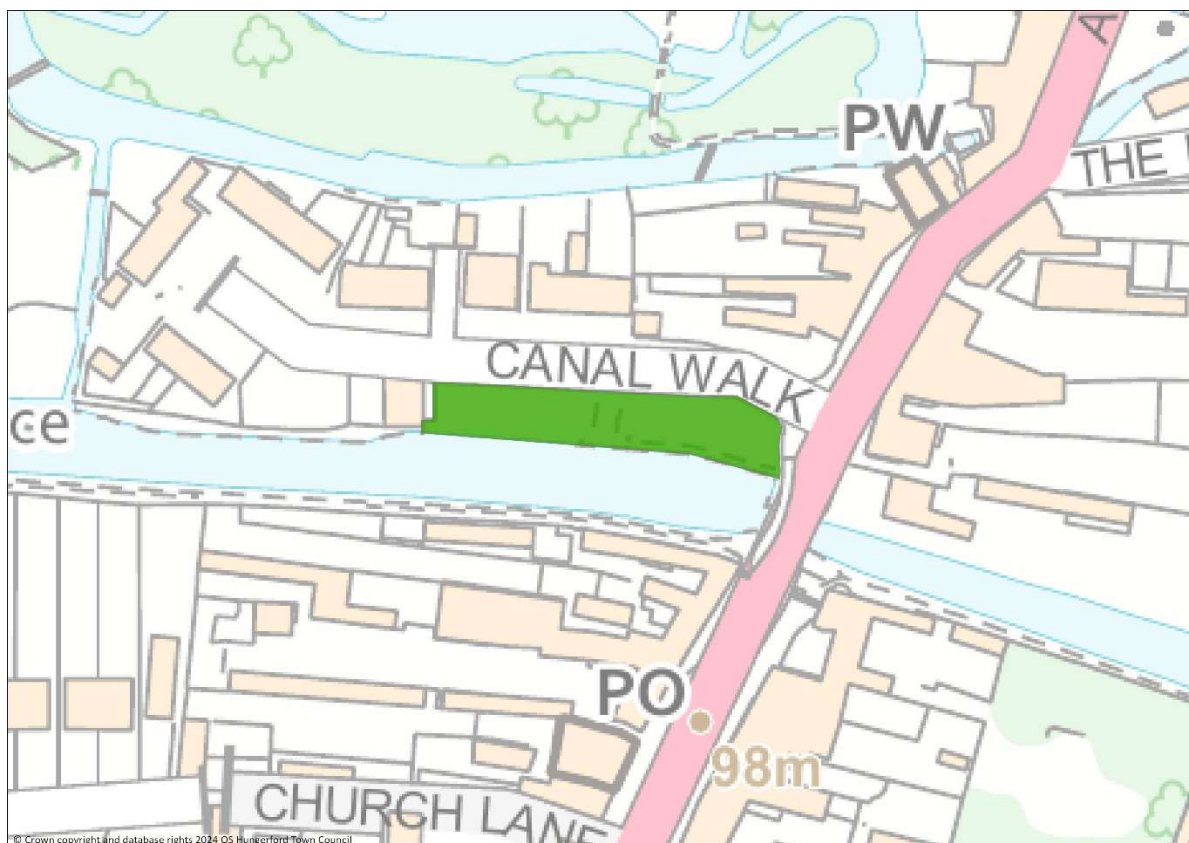 A
PW
THE
CANAL WALK
ce
PO
98m
CHURCH LANE
© Crown copyright and database rights 2024 OS Hungerford Town Council